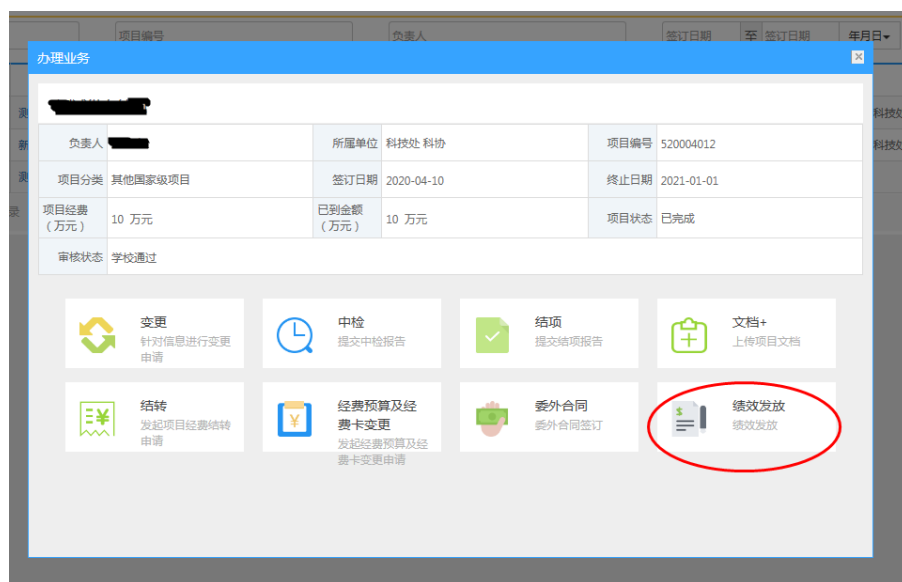 项目编号 负责人 签订日期 至 签订日期 年月日
办理业务
测 科技处
新 科技处
测
录
负责人 所属单位 科技处 科协 项目编号 520004012
项目分类 其他国家级项目 签订日期 2020-04-10 终止日期 2021-01-01
项目经费（万元） 10 万元 已到金额（万元） 10 万元 项目状态 已完成
审核状态 学校通过
变更 中检 结项 文档+
针对信息进行变更 提交中检报告 提交结项报告 上传项目文档
申请
结转 经费预算及经 委外合同 绩效发放
发起项目经费结转 费卡变更 委外合同签订 绩效发放
申请 发起经费预算及经
费卡变更申请